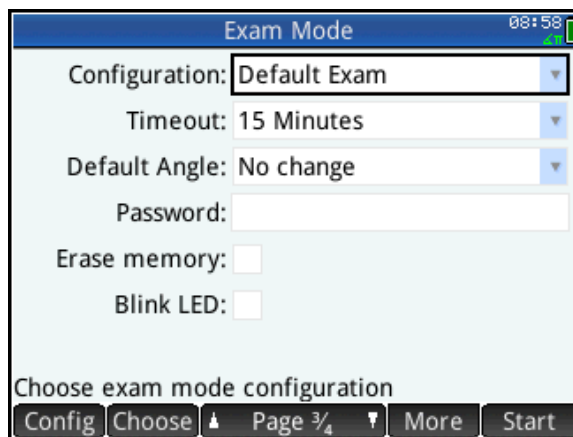 Exam Mode 08:58
∡π
Configuration: Default Exam
Timeout: 15 Minutes
Default Angle: No change
Password:
Erase memory:
Blink LED:
Choose exam mode configuration
Config Choose Page ¾ More Start